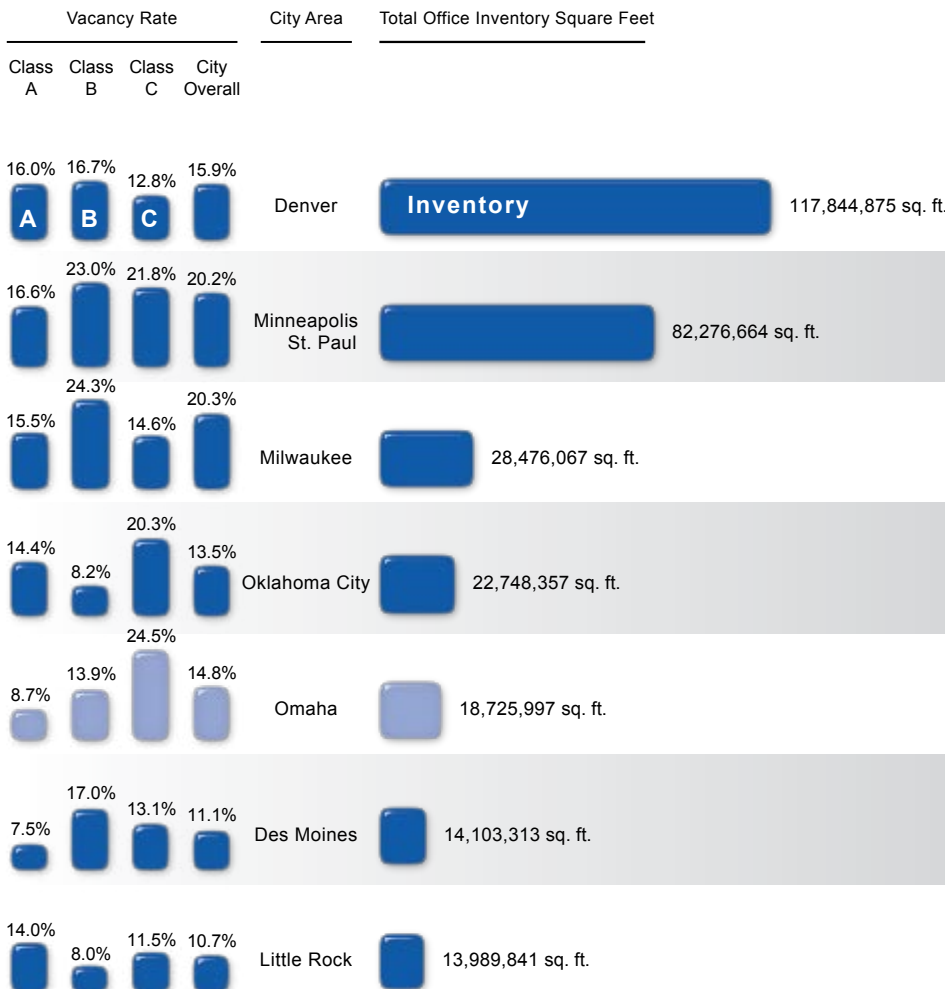 Vacancy Rate City Area Total Office Inventory Square Feet
Class Class Class City
A B C Overall
16.0% 16.7% 12.8% 15.9%
A B C Denver Inventory 117,844,875 sq. ft.
16.6% 23.0% 21.8% 20.2%
Minneapolis
St. Paul
82,276,664 sq. ft.
15.5% 24.3% 14.6% 20.3%
Milwaukee 28,476,067 sq. ft.
14.4% 8.2% 20.3% 13.5%
Oklahoma City 22,748,357 sq. ft.
8.7% 13.9% 24.5% 14.8%
Omaha 18,725,997 sq. ft.
7.5% 17.0% 13.1% 11.1%
Des Moines 14,103,313 sq. ft.
14.0% 8.0% 11.5% 10.7%
Little Rock 13,989,841 sq. ft.